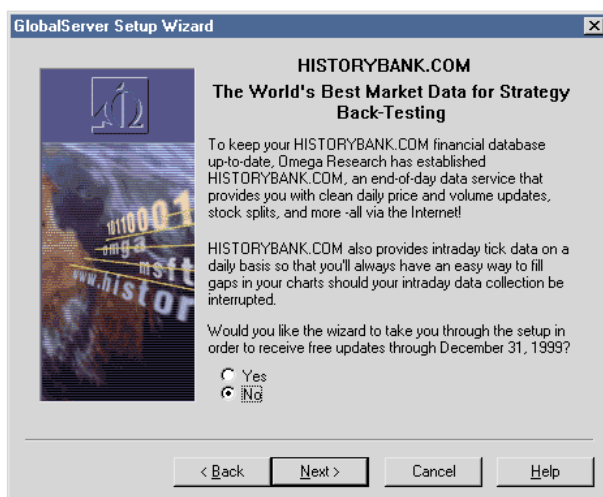 GlobalServer Setup Wizard
HISTORYBANK.COM
The World's Best Market Data for Strategy
Back-Testing
To keep your HISTORYBANK.COM financial database
up-to-date, Omega Research has established
HISTORYBANK.COM, an end-of-day data service that
provides you with clean daily price and volume updates,
stock splits, and more -all via the Internet!
HISTORYBANK.COM also provides intraday tick data on a
daily basis so that you'll always have an easy way to fill
gaps in your charts should your intraday data collection be
interrupted.
Would you like the wizard to take you through the setup in
order to receive free updates through December 31, 1999?
Yes
No
10110001
omga
msft
www.histor
< Back
Next >
Cancel
Help